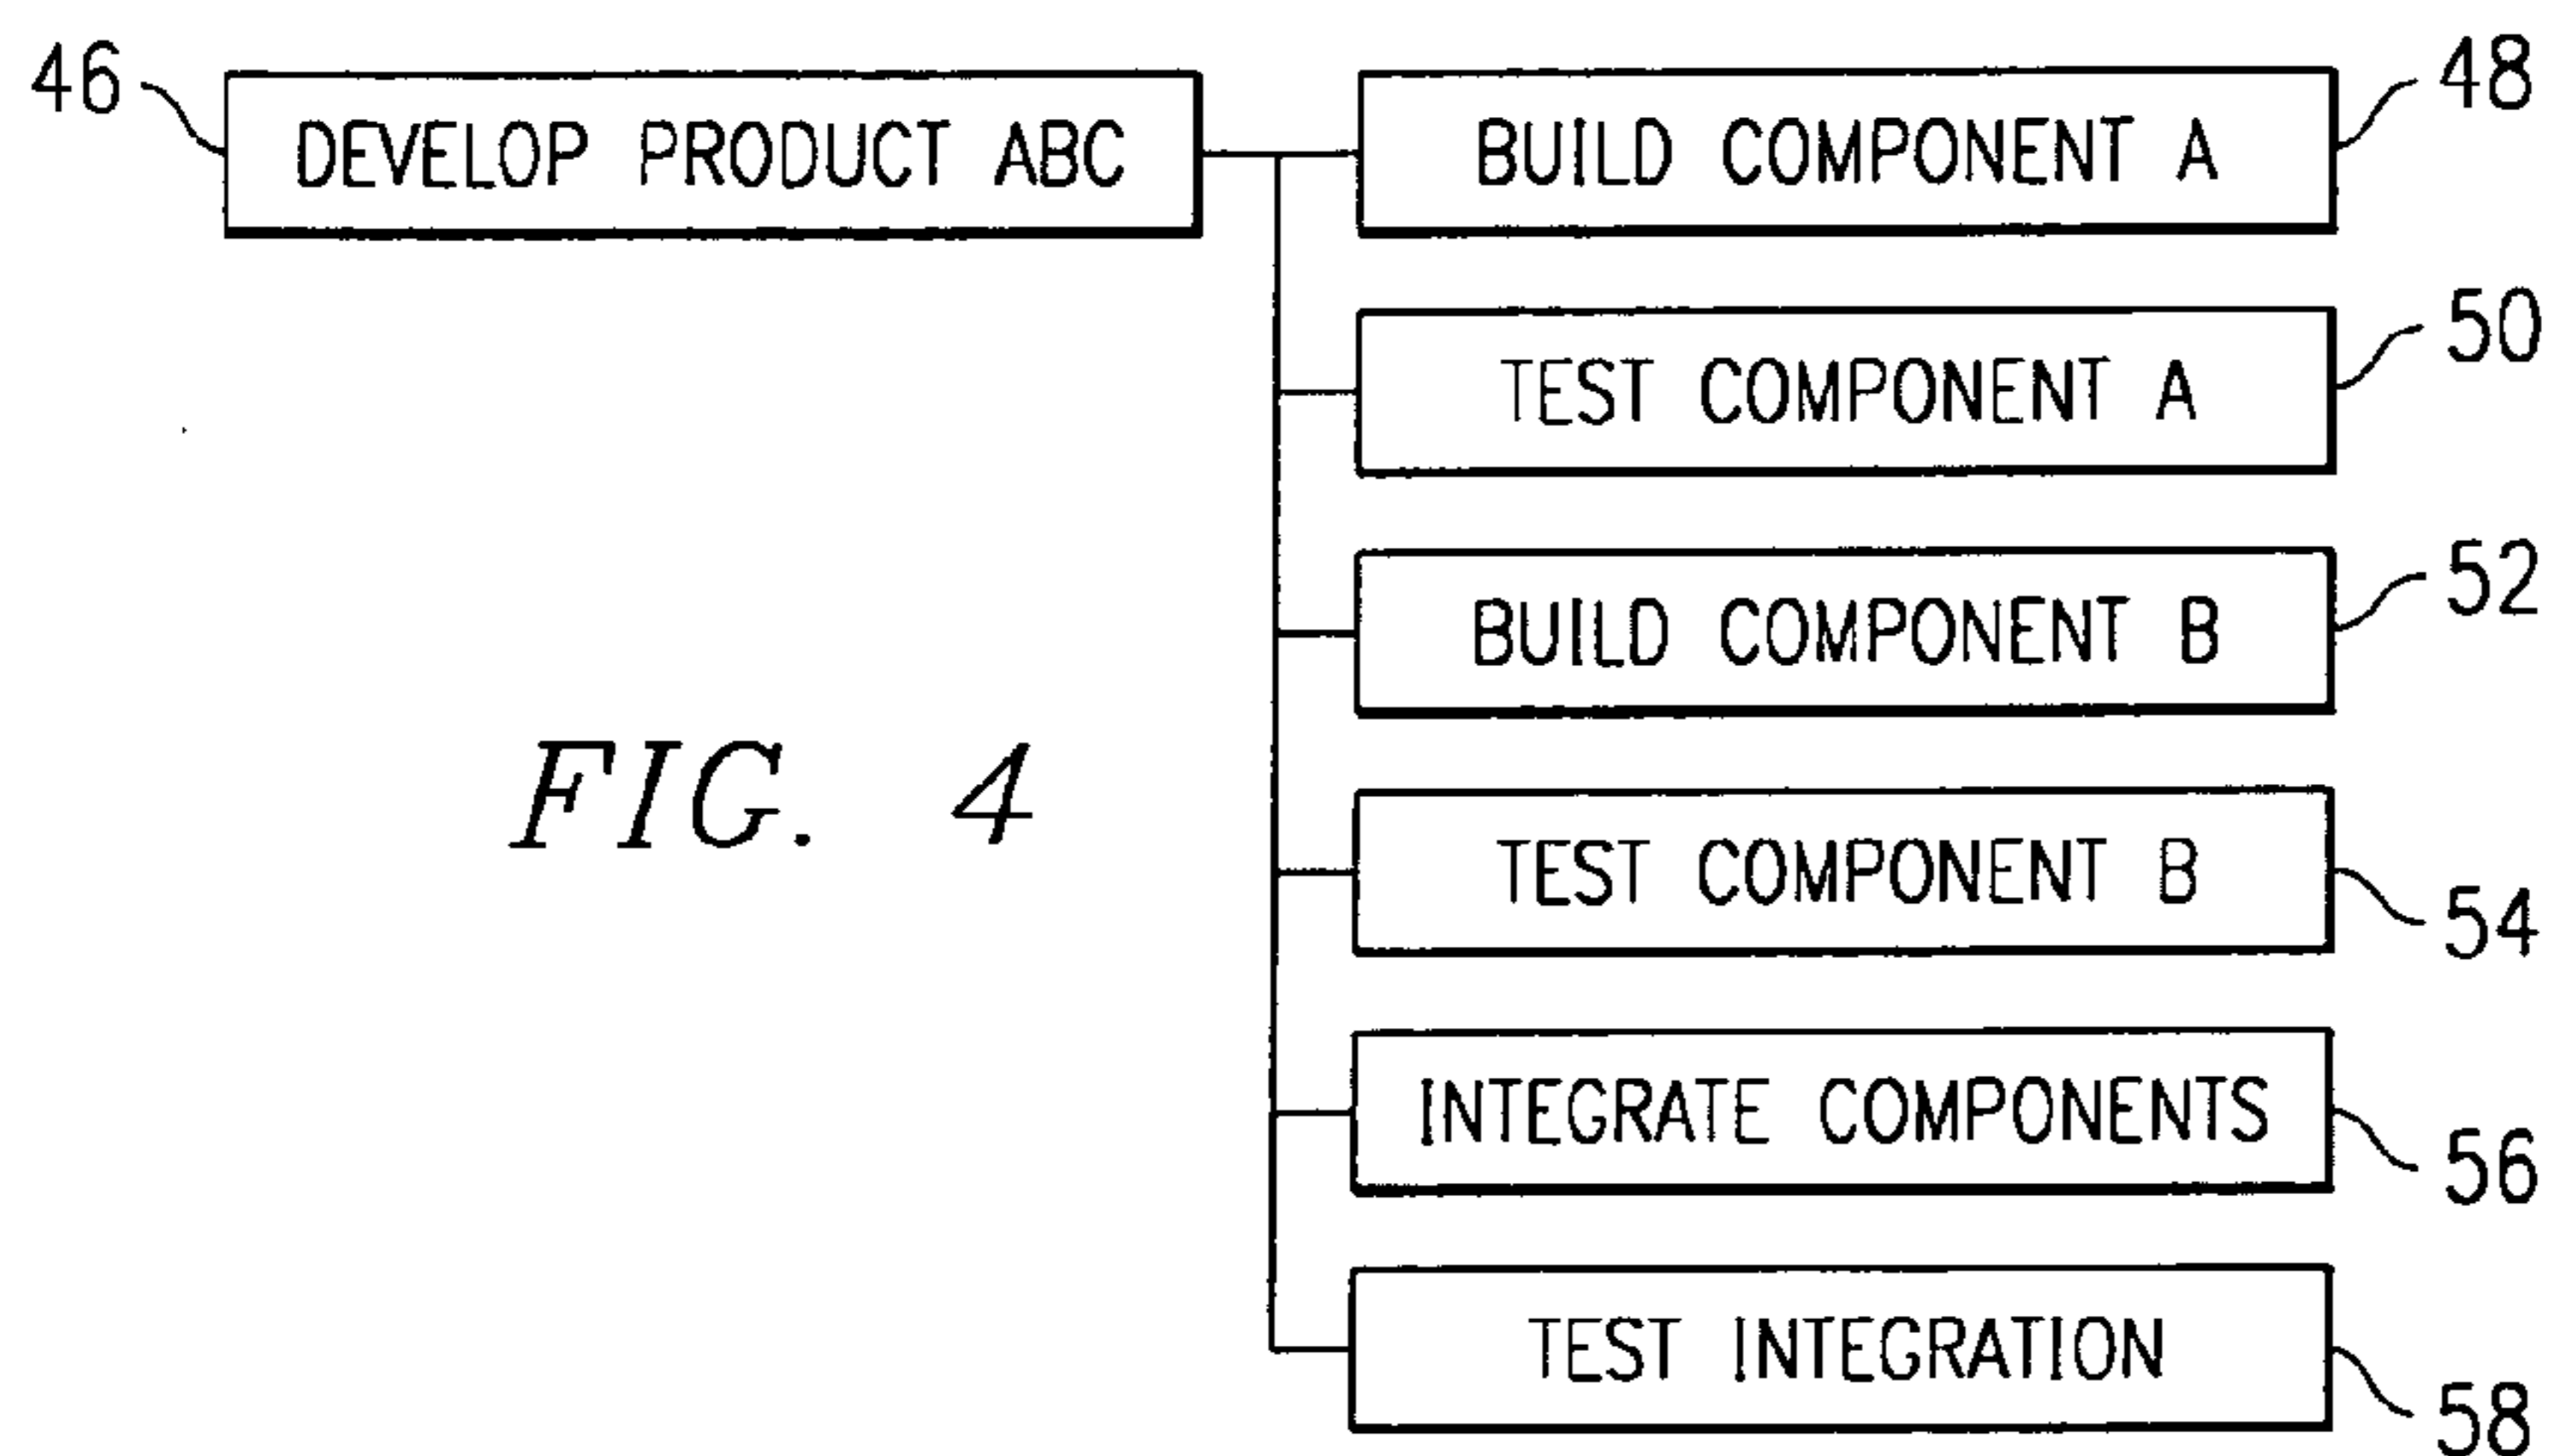 46 DEVELOP PRODUCT ABC BUILD COMPONENT A 48
TEST COMPONENT A 50
BUILD COMPONENT B 52
FIG. 4
TEST COMPONENT B 54
INTEGRATE COMPONENTS 56
TEST INTEGRATION 58